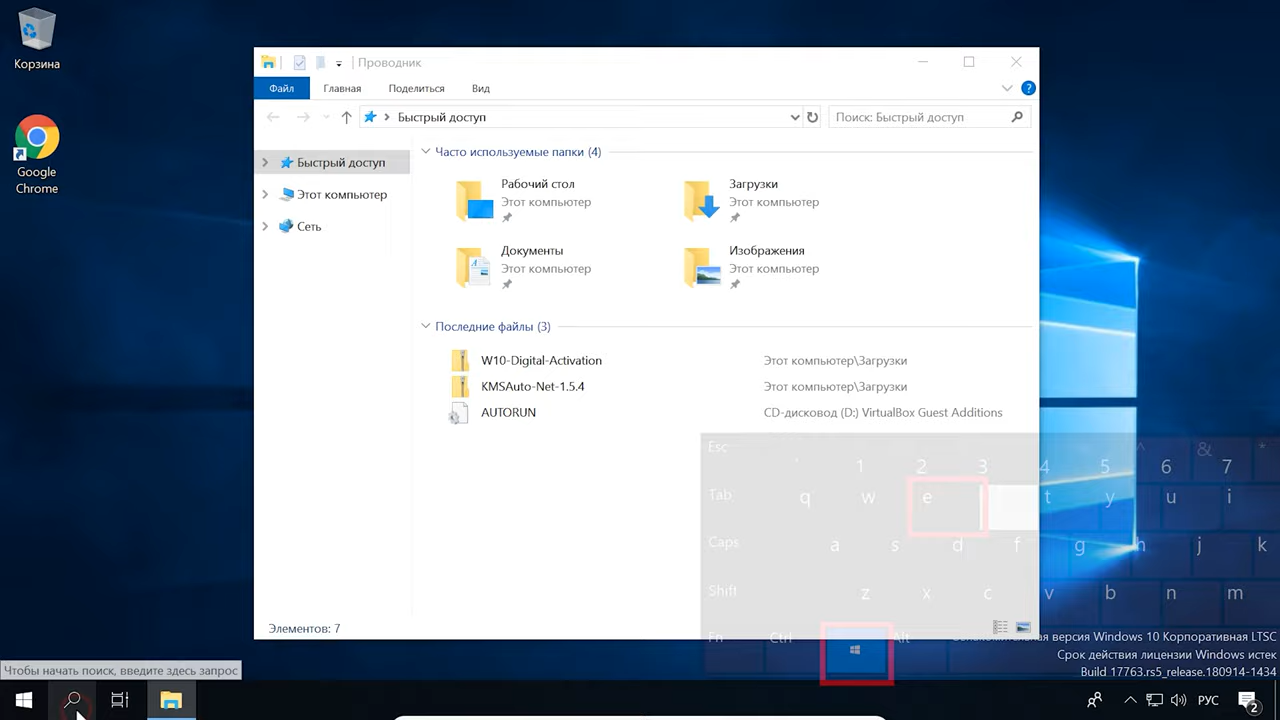 Корзина
Google
Chrome
Проводник
Файл
Главная
Поделиться
Вид
Быстрый доступ
Поиск: Быстрый доступ
Быстрый доступ
Этот компьютер
Сеть
Часто используемые папки (4)
Рабочий стол
Этот компьютер
Загрузки
Этот компьютер
Документы
Этот компьютер
Изображения
Этот компьютер
Последние файлы (3)
W10-Digital-Activation
Этот компьютер\Загрузки
KMSAuto-Net-1.5.4
Этот компьютер\Загрузки
AUTORUN
CD-дисковод (D:) VirtualBox Guest Additions
Esc
^ & *
` 1 2 3 4 5 6 7
Tab q w e t y u i
Caps a s d f g h j k
Shift z x c v b n m
Fn Ctrl Alt
Элементов: 7
версия Windows 10 Корпоративная LTSC
Срок действия лицензии Windows истек
Build 17763.rs5_release.180914-1434
Чтобы начать поиск, введите здесь запрос
РУС
2